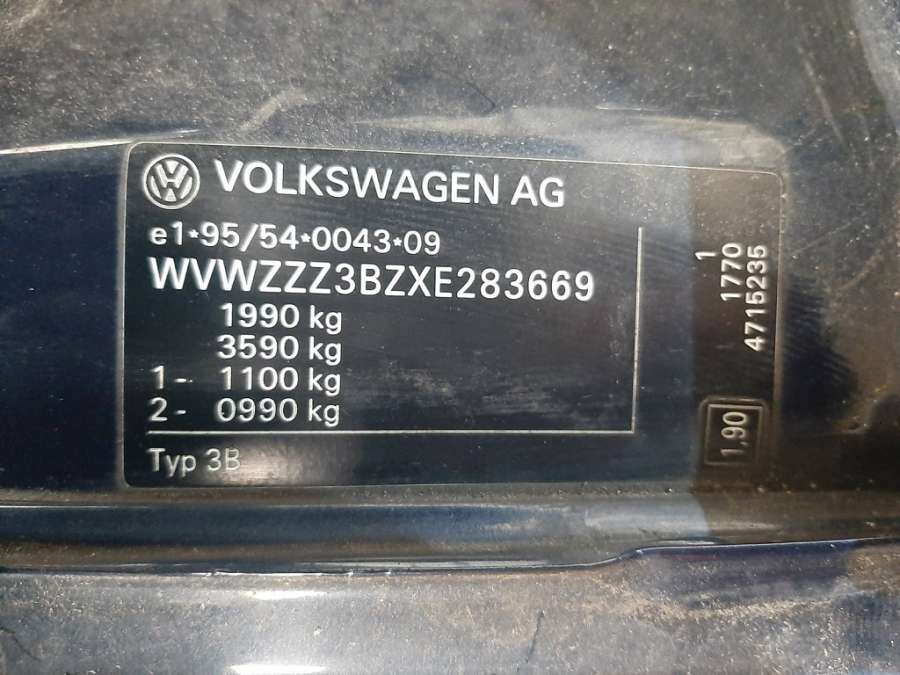 VOLKSWAGEN AG
e1*95/54*0043*09
WVWZZZ3BZXE283669
1990 kg
3590 kg
1- 1100 kg
2- 0990 kg
Typ 3B
1
1770
4715235
1,90